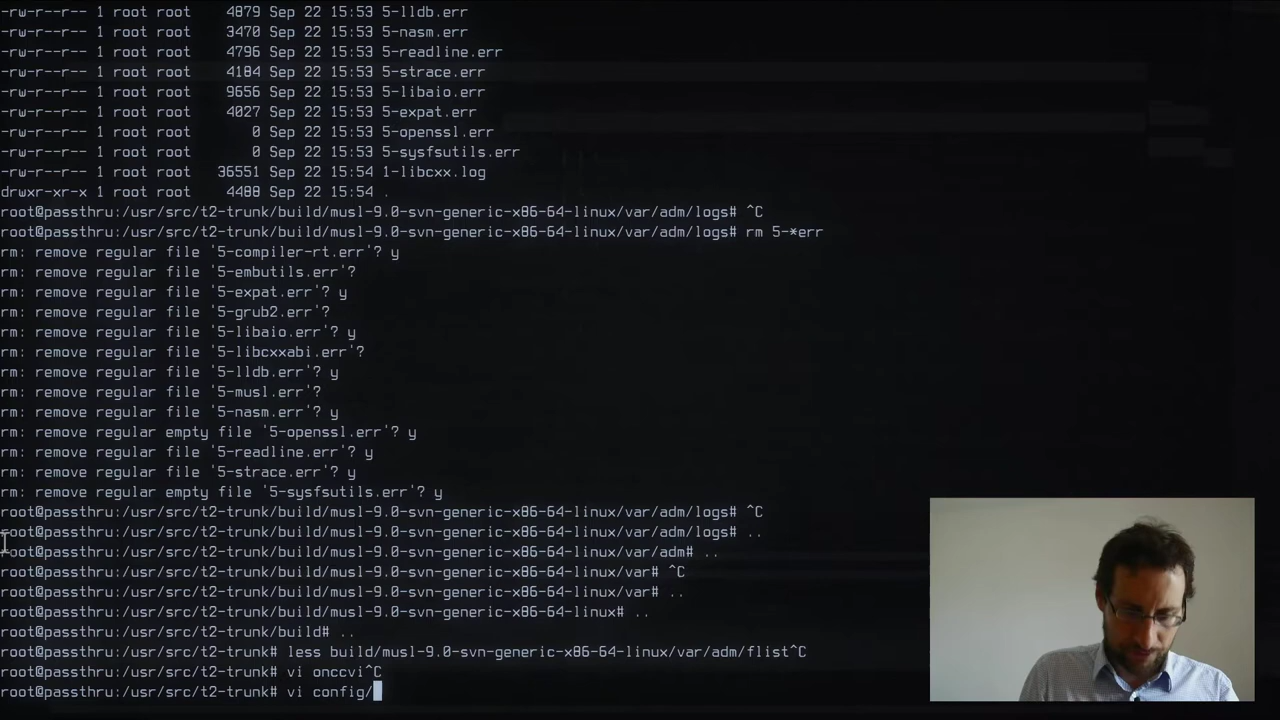 -rw-r--r-- 1 root root    4879 Sep 22 15:53 5-lldb.err
-rw-r--r-- 1 root root    3470 Sep 22 15:53 5-nasm.err
-rw-r--r-- 1 root root    4796 Sep 22 15:53 5-readline.err
-rw-r--r-- 1 root root    4184 Sep 22 15:53 5-strace.err
-rw-r--r-- 1 root root    9656 Sep 22 15:53 5-libaio.err
-rw-r--r-- 1 root root    4027 Sep 22 15:53 5-expat.err
-rw-r--r-- 1 root root       0 Sep 22 15:53 5-openssl.err
-rw-r--r-- 1 root root       0 Sep 22 15:53 5-sysfsutils.err
-rw-r--r-- 1 root root   36551 Sep 22 15:54 1-libcxx.log
drwxr-xr-x 1 root root    4488 Sep 22 15:54 .
root@passthru:/usr/src/t2-trunk/build/musl-9.0-svn-generic-x86-64-linux/var/adm/logs# ^C
root@passthru:/usr/src/t2-trunk/build/musl-9.0-svn-generic-x86-64-linux/var/adm/logs# rm 5-*err
rm: remove regular file '5-compiler-rt.err'? y
rm: remove regular file '5-embutils.err'?
rm: remove regular file '5-expat.err'? y
rm: remove regular file '5-grub2.err'?
rm: remove regular file '5-libaio.err'? y
rm: remove regular file '5-libcxxabi.err'?
rm: remove regular file '5-lldb.err'? y
rm: remove regular file '5-musl.err'?
rm: remove regular file '5-nasm.err'? y
rm: remove regular empty file '5-openssl.err'? y
rm: remove regular file '5-readline.err'? y
rm: remove regular file '5-strace.err'? y
rm: remove regular empty file '5-sysfsutils.err'? y
root@passthru:/usr/src/t2-trunk/build/musl-9.0-svn-generic-x86-64-linux/var/adm/logs# ^C
root@passthru:/usr/src/t2-trunk/build/musl-9.0-svn-generic-x86-64-linux/var/adm/logs# ..
root@passthru:/usr/src/t2-trunk/build/musl-9.0-svn-generic-x86-64-linux/var/adm# ..
root@passthru:/usr/src/t2-trunk/build/musl-9.0-svn-generic-x86-64-linux/var# ^C
root@passthru:/usr/src/t2-trunk/build/musl-9.0-svn-generic-x86-64-linux/var# ..
root@passthru:/usr/src/t2-trunk/build/musl-9.0-svn-generic-x86-64-linux# ..
root@passthru:/usr/src/t2-trunk/build# ..
root@passthru:/usr/src/t2-trunk# less build/musl-9.0-svn-generic-x86-64-linux/var/adm/flist^C
root@passthru:/usr/src/t2-trunk# vi onccvi^C
root@passthru:/usr/src/t2-trunk# vi config/